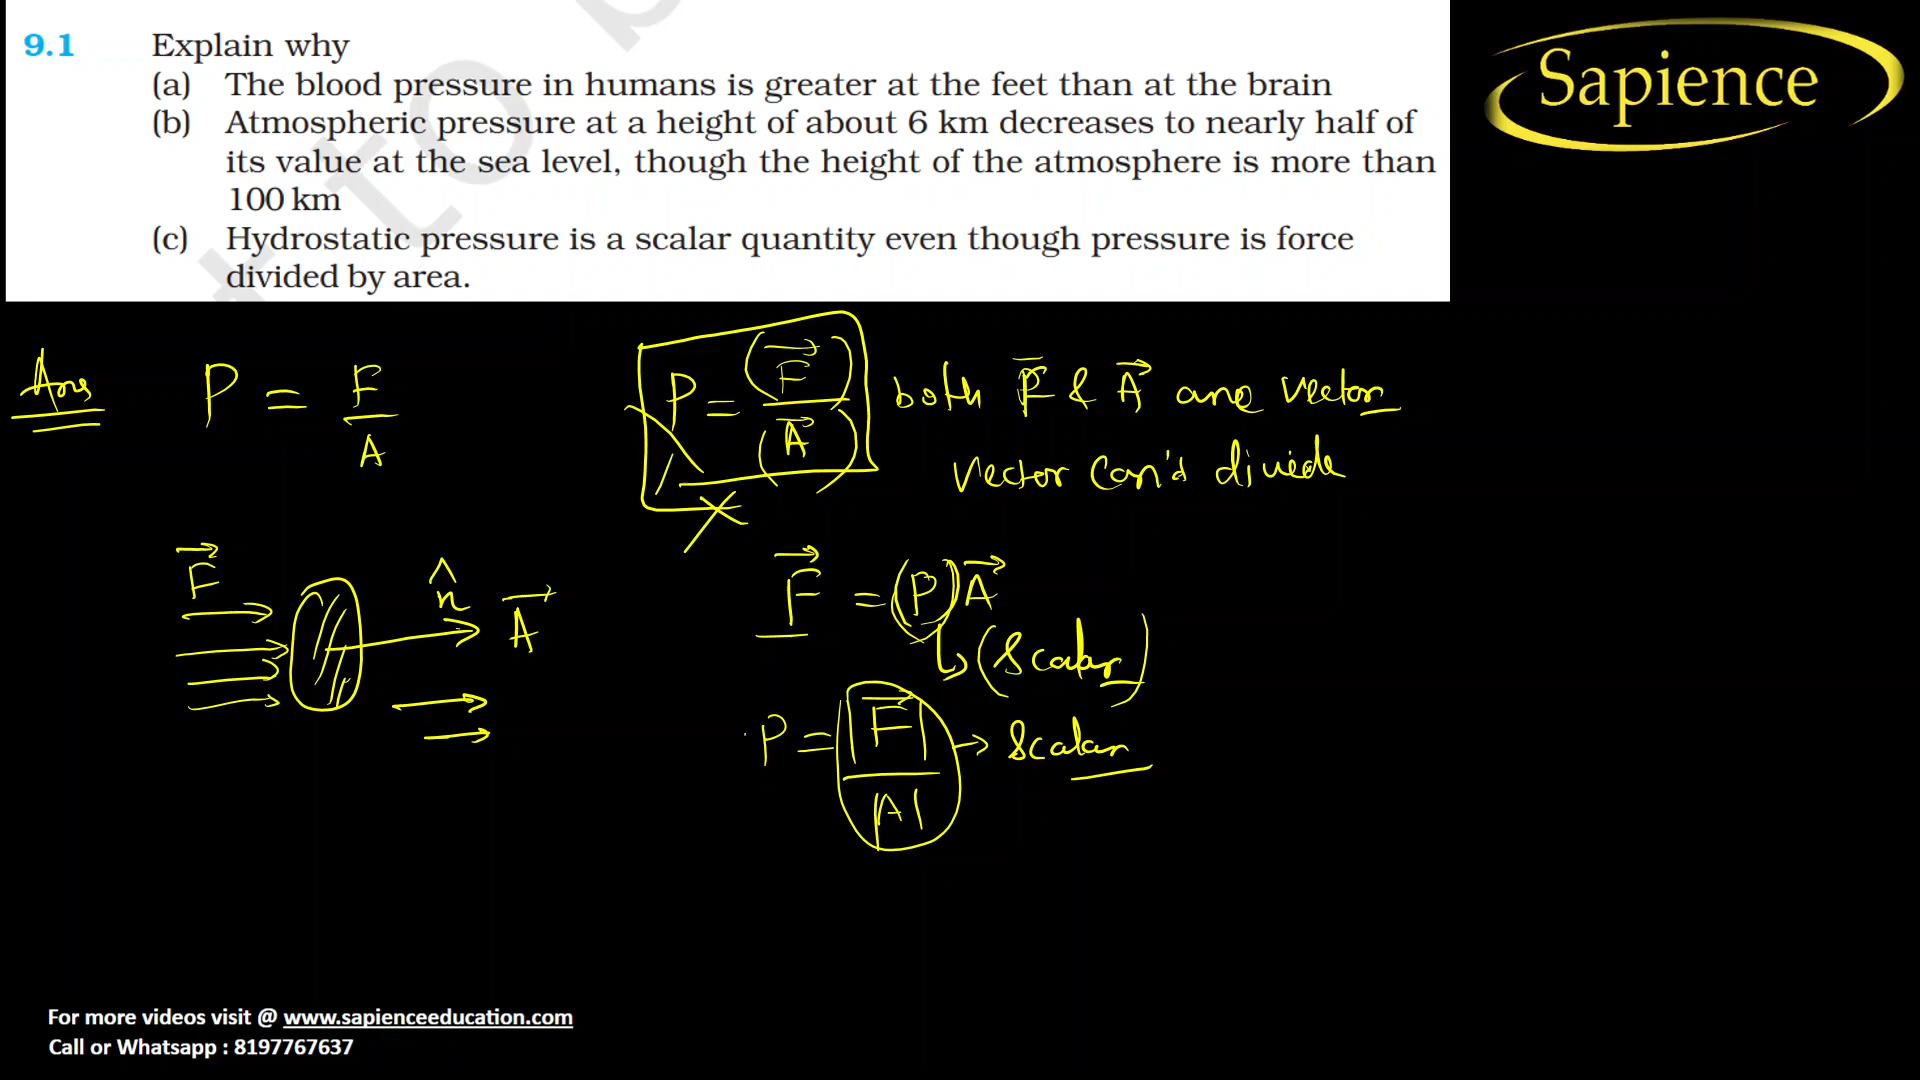 9.1 Explain why
(a) The blood pressure in humans is greater at the feet than at the brain
(b) Atmospheric pressure at a height of about 6 km decreases to nearly half of
its value at the sea level, though the height of the atmosphere is more than
100 km
(c) Hydrostatic pressure is a scalar quantity even though pressure is force
divided by area.
Sapience
Ans P = F/A
P = (F⃗)/(A⃗) both F⃗ & A⃗ are vector
vector can't divide
F⃗ n̂ A⃗
F⃗ = (P)A⃗
↳ (Scalar)
P = |F⃗|/|A| → Scalar
For more videos visit @ www.sapienceeducation.com
Call or Whatsapp : 8197767637